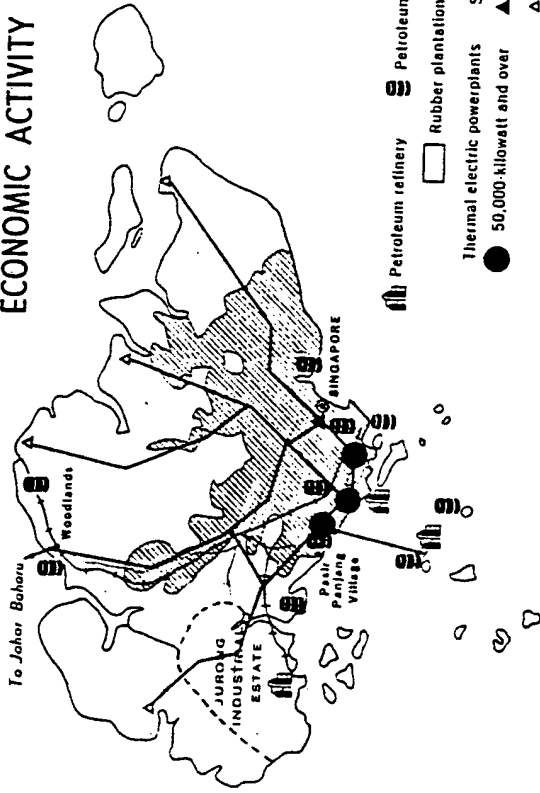 ECONOMIC ACTIVITY
To Johor Bahru
Woodlands
SINGAPORE
Pasir
Panjang
Village
JURONG
INDUSTRIAL
ESTATE
Petroleum refinery
Petroleum
Rubber plantation
Thermal electric powerplants
S
50,000-kilowatt and over